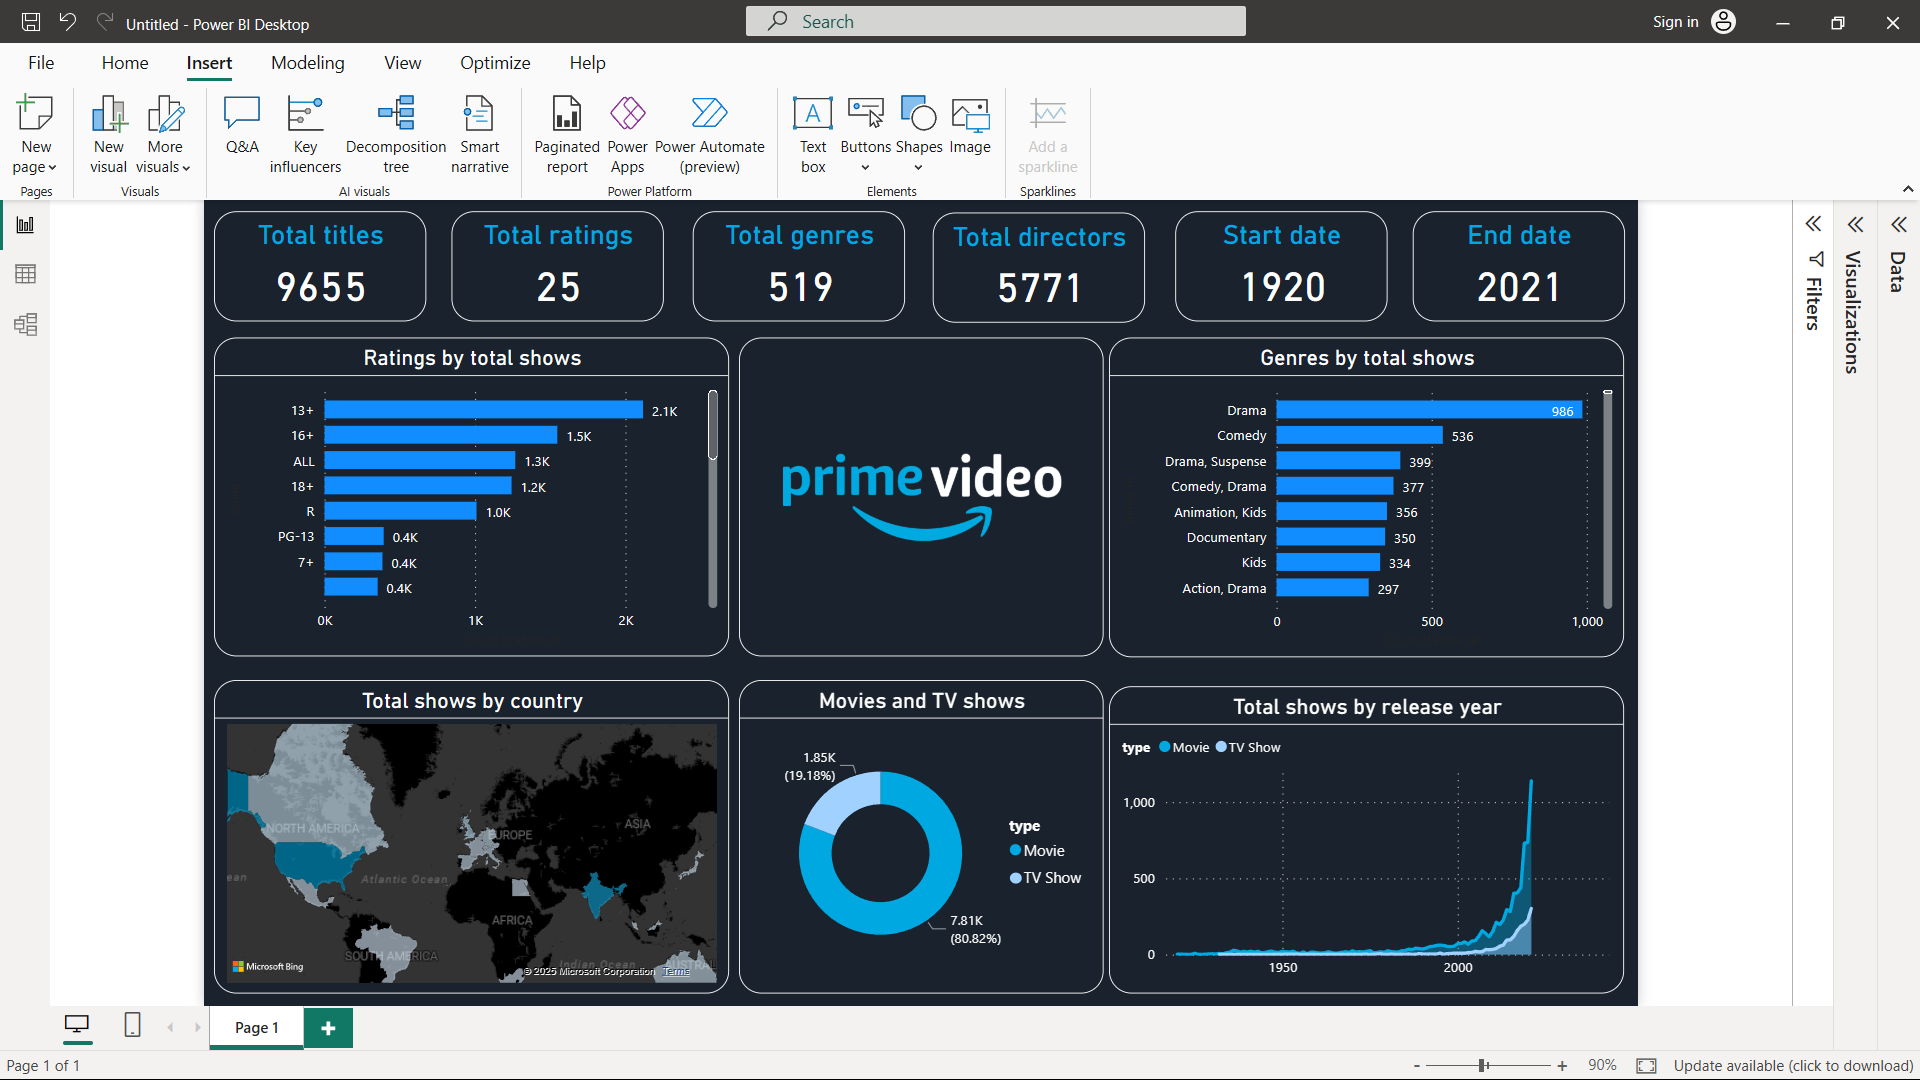 Untitled - Power BI Desktop
Search
Sign in
File Home Insert Modeling View Optimize Help
New page
New visual
More visuals
Q&A
Key influencers
Decomposition tree
Smart narrative
Paginated report
Power Apps
Power Automate (preview)
Text box
Buttons
Shapes
Image
Add a sparkline
Pages
Visuals
AI visuals
Power Platform
Elements
Sparklines
Total titles
9655
Total ratings
25
Total genres
519
Total directors
5771
Start date
1920
End date
2021
Filters
Visualizations
Data
Ratings by total shows
13+ 2.1K
16+ 1.5K
ALL 1.3K
18+ 1.2K
R 1.0K
PG-13 0.4K
7+ 0.4K
0.4K
0K 1K 2K
prime video
Genres by total shows
Drama 986
Comedy 536
Drama, Suspense 399
Comedy, Drama 377
Animation, Kids 356
Documentary 350
Kids 334
Action, Drama 297
0 500 1,000
Total shows by country
NORTH AMERICA
EUROPE
ASIA
ean
Atlantic Ocean
AFRICA
SOUTH AMERICA
Indian Ocean
AUSTRAL
Microsoft Bing
© 2025 Microsoft Corporation Terms
Movies and TV shows
1.85K
(19.18%)
type
Movie
TV Show
7.81K
(80.82%)
Total shows by release year
type Movie TV Show
1,000
500
0
1950 2000
Page 1
Page 1 of 1
- + 90%
Update available (click to download)